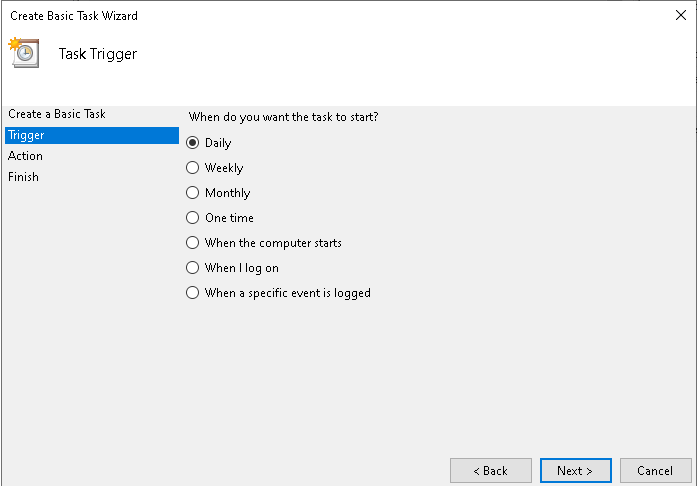 Create Basic Task Wizard
Task Trigger
Create a Basic Task
Trigger
Action
Finish
When do you want the task to start?
Daily
Weekly
Monthly
One time
When the computer starts
When I log on
When a specific event is logged
< Back
Next >
Cancel